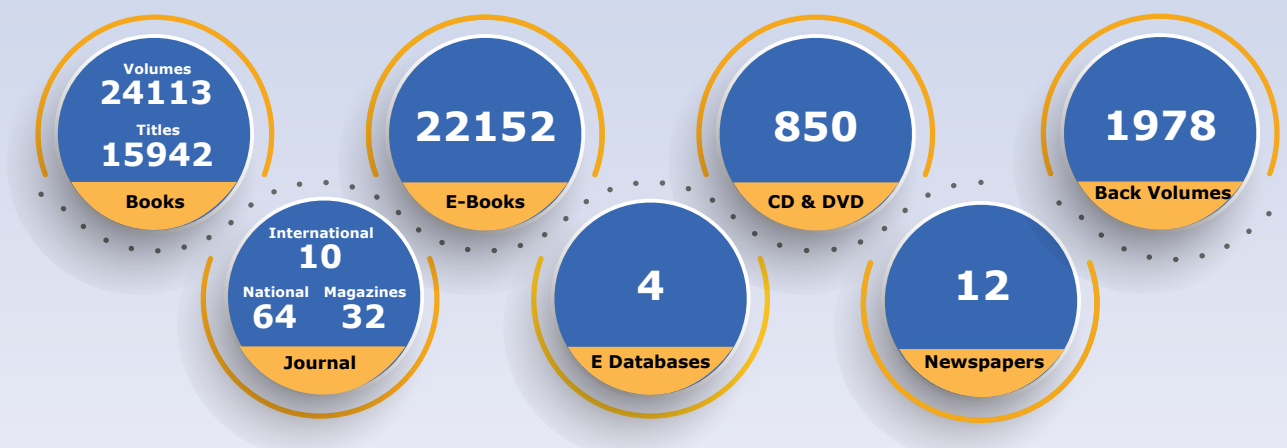 Volumes
24113
Titles
15942
Books
International
10
National Magazines
64 32
Journal
22152
E-Books
4
E Databases
850
CD & DVD
12
Newspapers
1978
Back Volumes